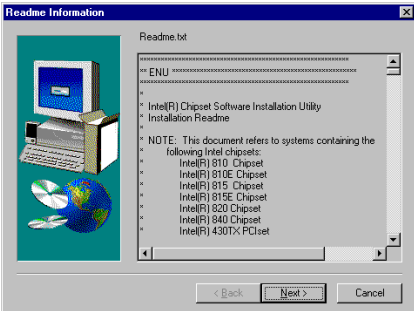 Readme Information
Readme.txt
************************************************************
** ENU ******************************************************
************************************************************
*
* Intel(R) Chipset Software Installation Utility
* Installation Readme
*
* NOTE: This document refers to systems containing the
* following Intel chipsets:
* Intel(R) 810 Chipset
* Intel(R) 810E Chipset
* Intel(R) 815 Chipset
* Intel(R) 815E Chipset
* Intel(R) 820 Chipset
* Intel(R) 840 Chipset
* Intel(R) 430TX PCIset
< Back Next > Cancel